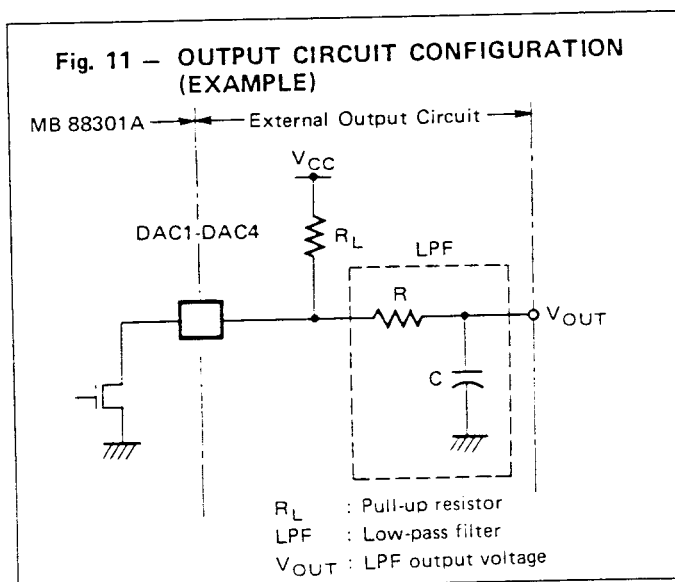 Fig. 11 — OUTPUT CIRCUIT CONFIGURATION
(EXAMPLE)
MB 88301A
External Output Circuit
VCC
DAC1-DAC4
RL
LPF
R
VOUT
C
RL : Pull-up resistor
LPF : Low-pass filter
VOUT : LPF output voltage